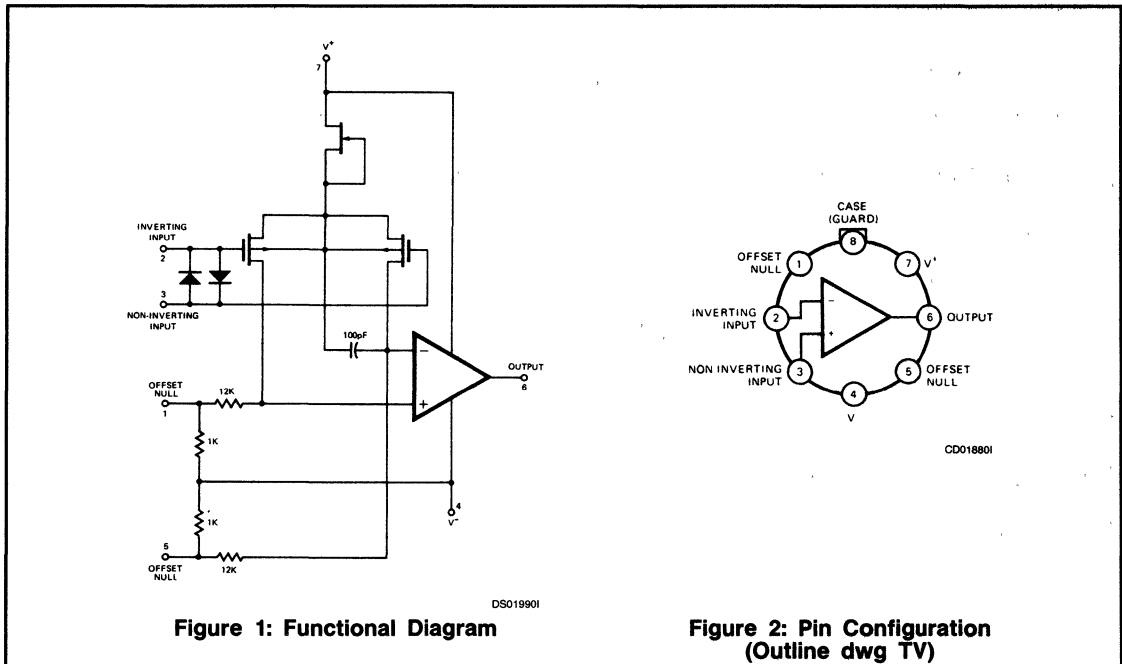 V+
7
INVERTING
INPUT
2
3
NON-INVERTING
INPUT
100pF
−
+
OUTPUT
6
OFFSET
NULL
1
12K
1K
4
V-
1K
5
OFFSET
NULL
12K
DS01990I
Figure 1: Functional Diagram
CASE
(GUARD)
8
OFFSET
NULL
1
7
V+
INVERTING
INPUT
2
−
+
6
OUTPUT
NON INVERTING
INPUT
3
5
OFFSET
NULL
4
V
CD01880I
Figure 2: Pin Configuration
(Outline dwg TV)